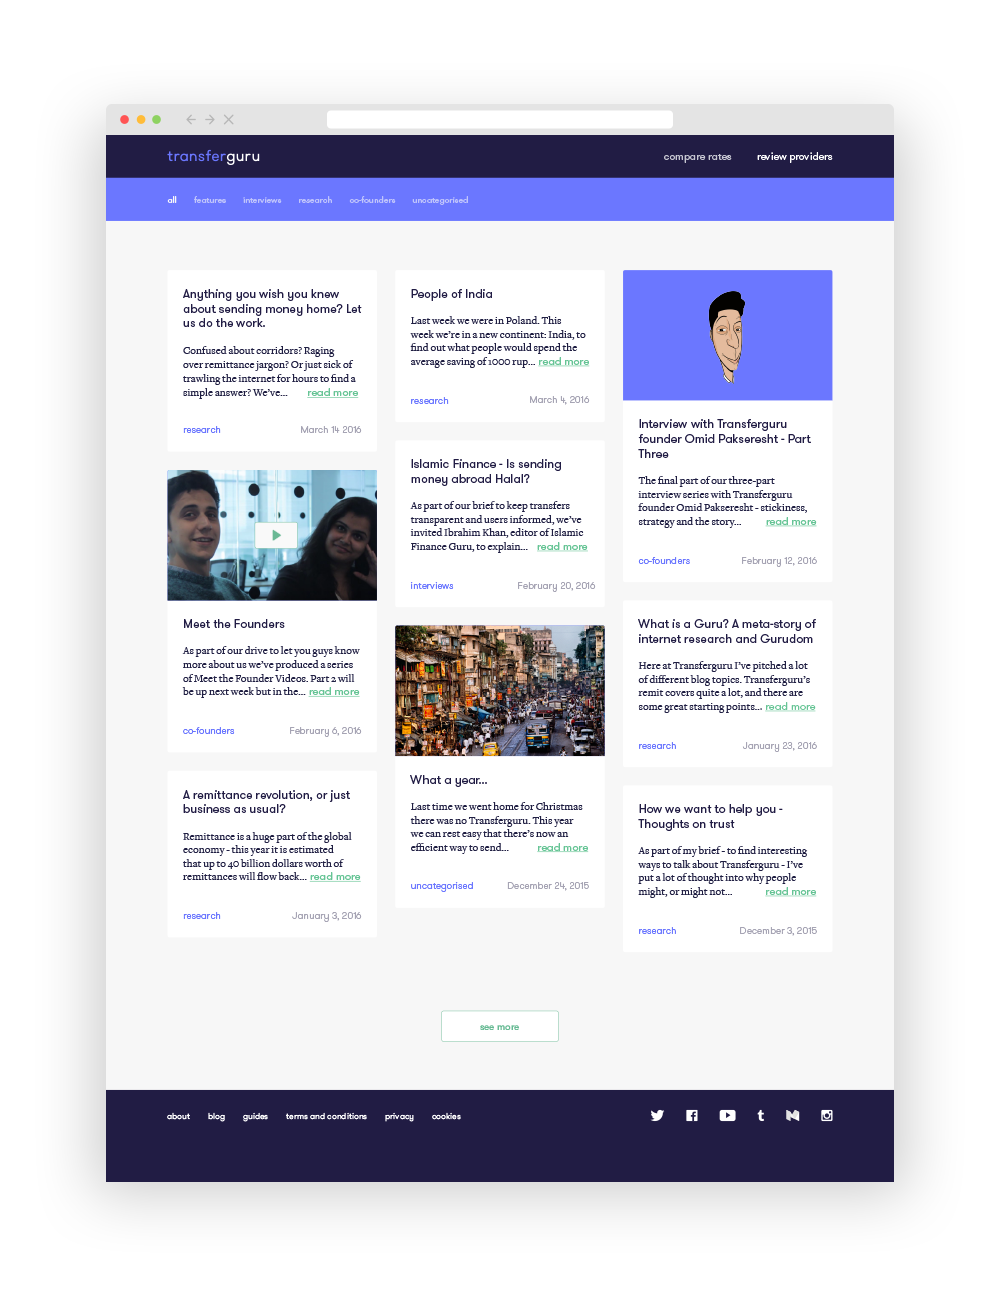 transferguru
compare rates
review providers
all
features
interviews
research
co-founders
uncategorised
Anything you wish you knew
about sending money home? Let
us do the work.
Confused about corridors? Raging
over remittance jargon? Or just sick of
trawling the internet for hours to find a
simple answer? We've... read more
research
March 14 2016
Meet the Founders
As part of our drive to let you guys know
more about us we've produced a series
of Meet the Founder Videos. Part 2 will
be up next week but in the... read more
co-founders
February 6, 2016
A remittance revolution, or just
business as usual?
Remittance is a huge part of the global
economy - this year it is estimated
that up to 40 billion dollars worth of
remittances will flow back... read more
research
January 3, 2016
People of India
Last week we were in Poland. This
week we're in a new continent: India, to
find out what people would spend the
average saving of 1000 rup... read more
research
March 4, 2016
Islamic Finance - Is sending
money abroad Halal?
As part of our brief to keep transfers
transparent and users informed, we've
invited Ibrahim Khan, editor of Islamic
Finance Guru, to explain... read more
interviews
February 20, 2016
What a year...
Last time we went home for Christmas
there was no Transferguru. This year
we can rest easy that there's now an
efficient way to send... read more
uncategorised
December 24, 2015
Interview with Transferguru
founder Omid Pakseresht - Part
Three
The final part of our three-part
interview series with Transferguru
founder Omid Pakseresht - stickiness,
strategy and the story... read more
co-founders
February 12, 2016
What is a Guru? A meta-story of
internet research and Gurudom
Here at Transferguru I've pitched a lot
of different blog topics. Transferguru's
remit covers quite a lot, and there are
some great starting points... read more
research
January 23, 2016
How we want to help you -
Thoughts on trust
As part of my brief - to find interesting
ways to talk about Transferguru - I've
put a lot of thought into why people
might, or might not... read more
research
December 3, 2015
see more
about
blog
guides
terms and conditions
privacy
cookies